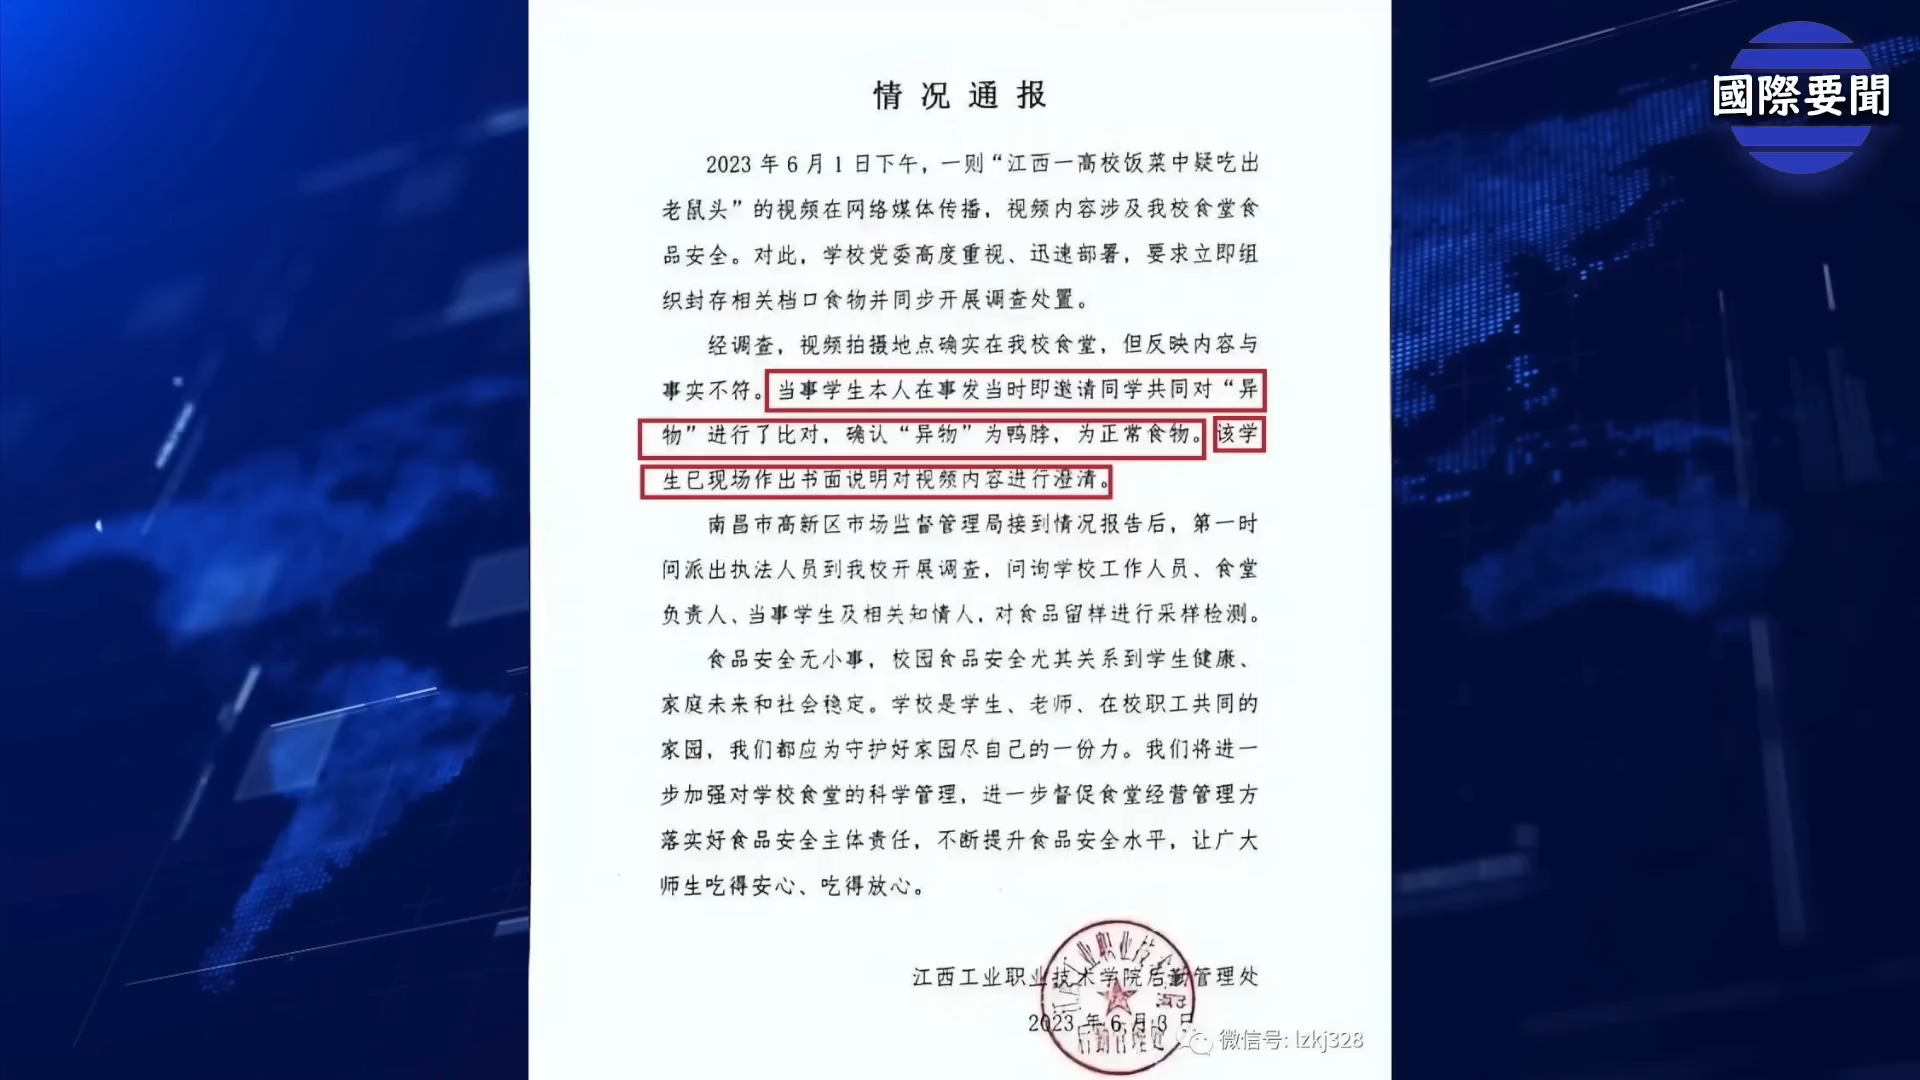 國際要聞
情况通报
2023年6月1日下午，一则“江西一高校饭菜中疑吃出
老鼠头”的视频在网络媒体传播，视频内容涉及我校食堂食
品安全。对此，学校党委高度重视、迅速部署，要求立即组
织封存相关档口食物并同步开展调查处置。
经调查，视频拍摄地点确实在我校食堂，但反映内容与
事实不符。当事学生本人在事发当时即邀请同学共同对“异
物”进行了比对，确认“异物”为鸭脖，为正常食物。该学
生已现场作出书面说明对视频内容进行澄清。
南昌市高新区市场监督管理局接到情况报告后，第一时
间派出执法人员到我校开展调查，问询学校工作人员、食堂
负责人、当事学生及相关知情人，对食品留样进行采样检测。
食品安全无小事，校园食品安全尤其关系到学生健康、
家庭未来和社会稳定。学校是学生、老师、在校职工共同的
家园，我们都应为守护好家园尽自己的一份力。我们将进一
步加强对学校食堂的科学管理，进一步督促食堂经营管理方
落实好食品安全主体责任，不断提升食品安全水平，让广大
师生吃得安心、吃得放心。
江西工业职业技术学院后勤管理处
2023年6月3日
微信号: lzkj328